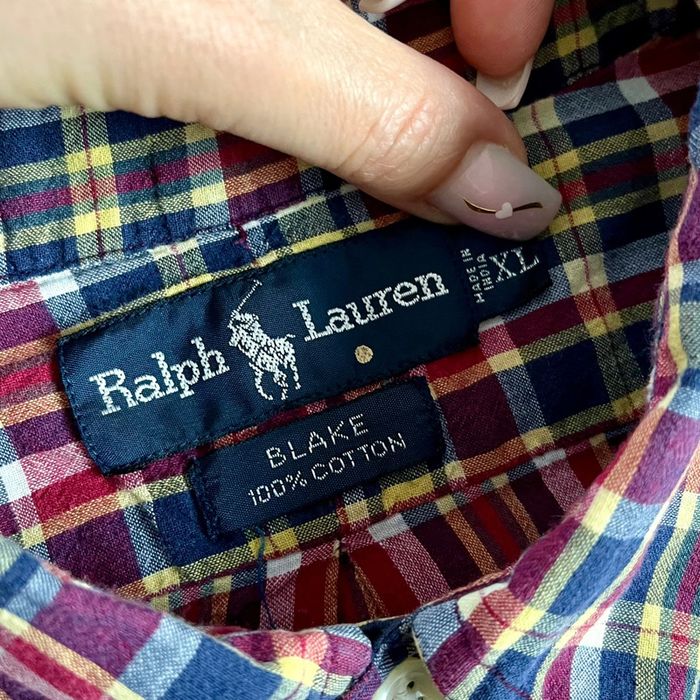 Ralph Lauren
MADE IN
INDIA
XL
BLAKE
100% COTTON